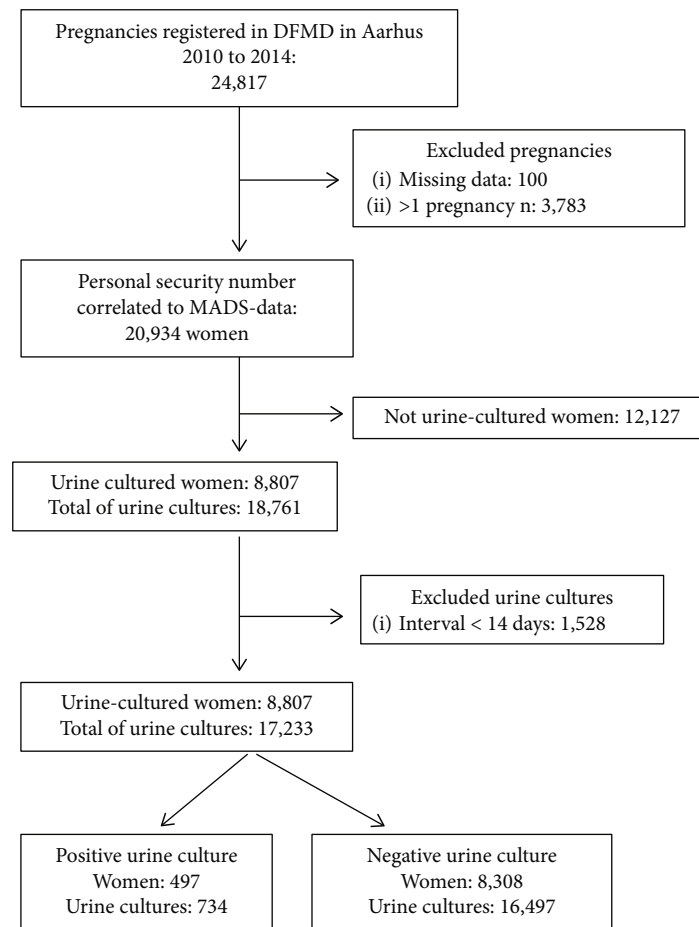 Pregnancies registered in DFMD in Aarhus
2010 to 2014:
24,817
Excluded pregnancies
(i) Missing data: 100
(ii) >1 pregnancy n: 3,783
Personal security number
correlated to MADS-data:
20,934 women
Not urine-cultured women: 12,127
Urine cultured women: 8,807
Total of urine cultures: 18,761
Excluded urine cultures
(i) Interval < 14 days: 1,528
Urine-cultured women: 8,807
Total of urine cultures: 17,233
Positive urine culture
Women: 497
Urine cultures: 734
Negative urine culture
Women: 8,308
Urine cultures: 16,497